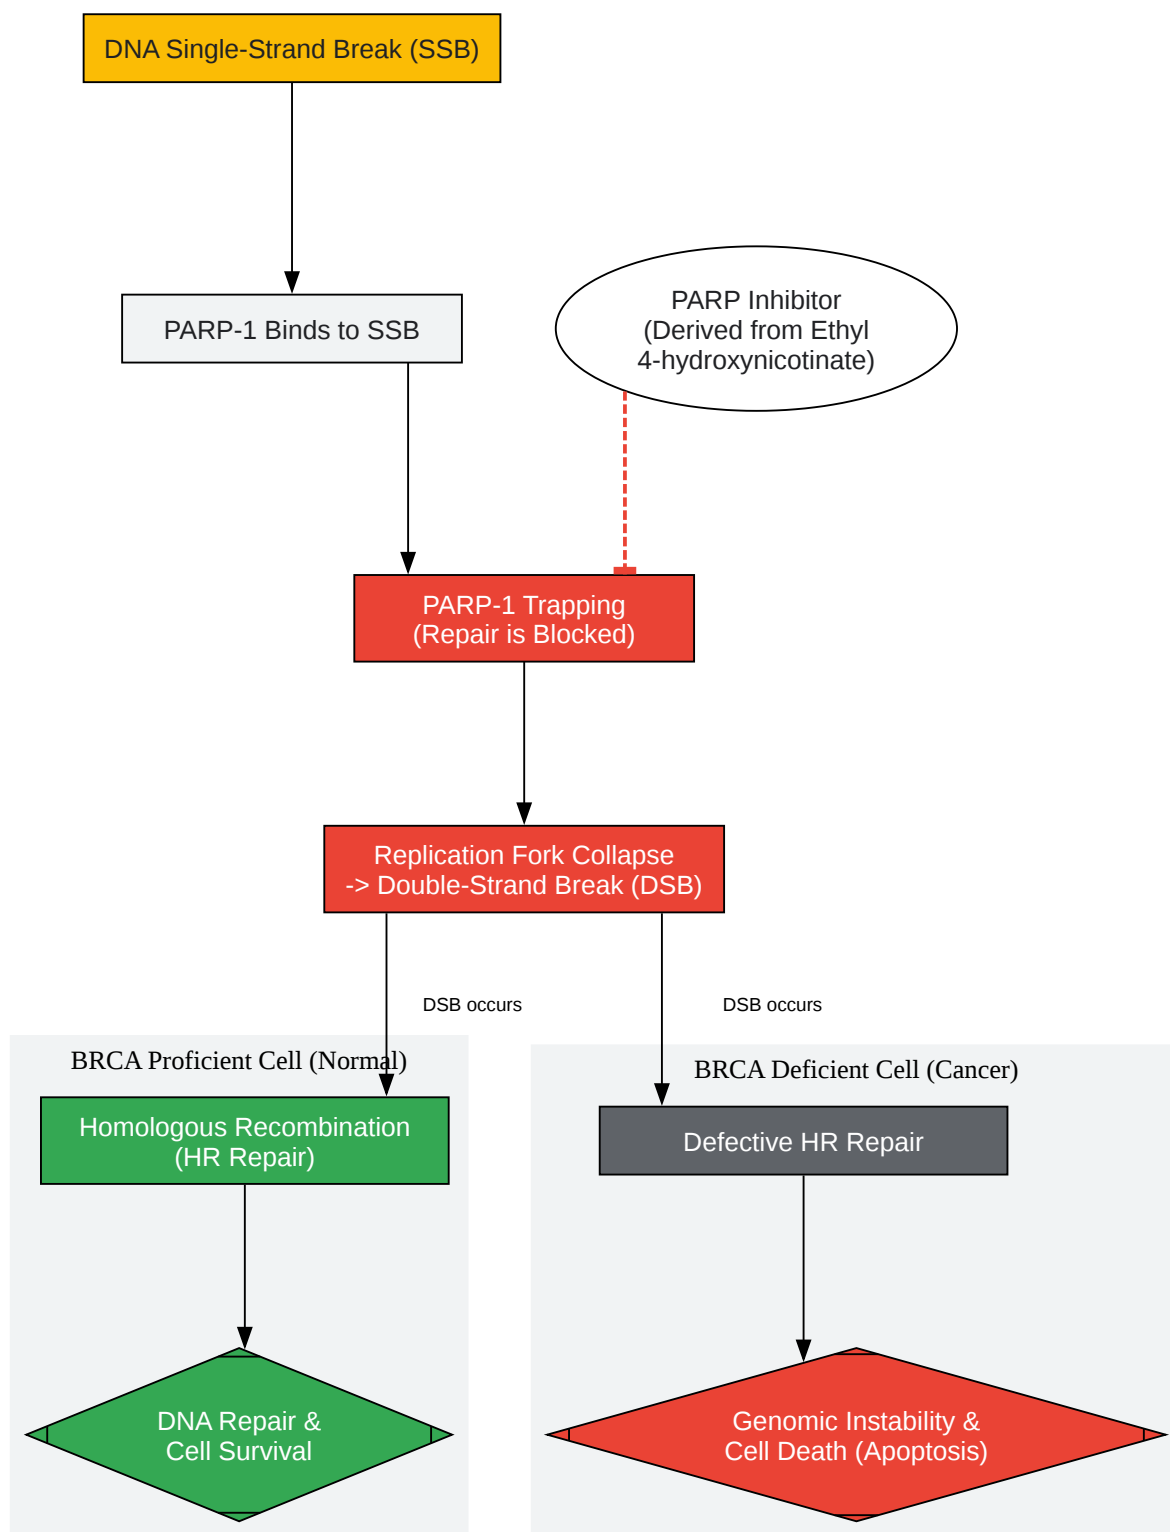 DNA Single-Strand Break (SSB)
PARP-1 Binds to SSB
PARP Inhibitor
(Derived from Ethyl
4-hydroxynicotinate)
PARP-1 Trapping
(Repair is Blocked)
Replication Fork Collapse
-> Double-Strand Break (DSB)
DSB occurs
DSB occurs
BRCA Proficient Cell (Normal)
Homologous Recombination
(HR Repair)
DNA Repair &
Cell Survival
BRCA Deficient Cell (Cancer)
Defective HR Repair
Genomic Instability &
Cell Death (Apoptosis)